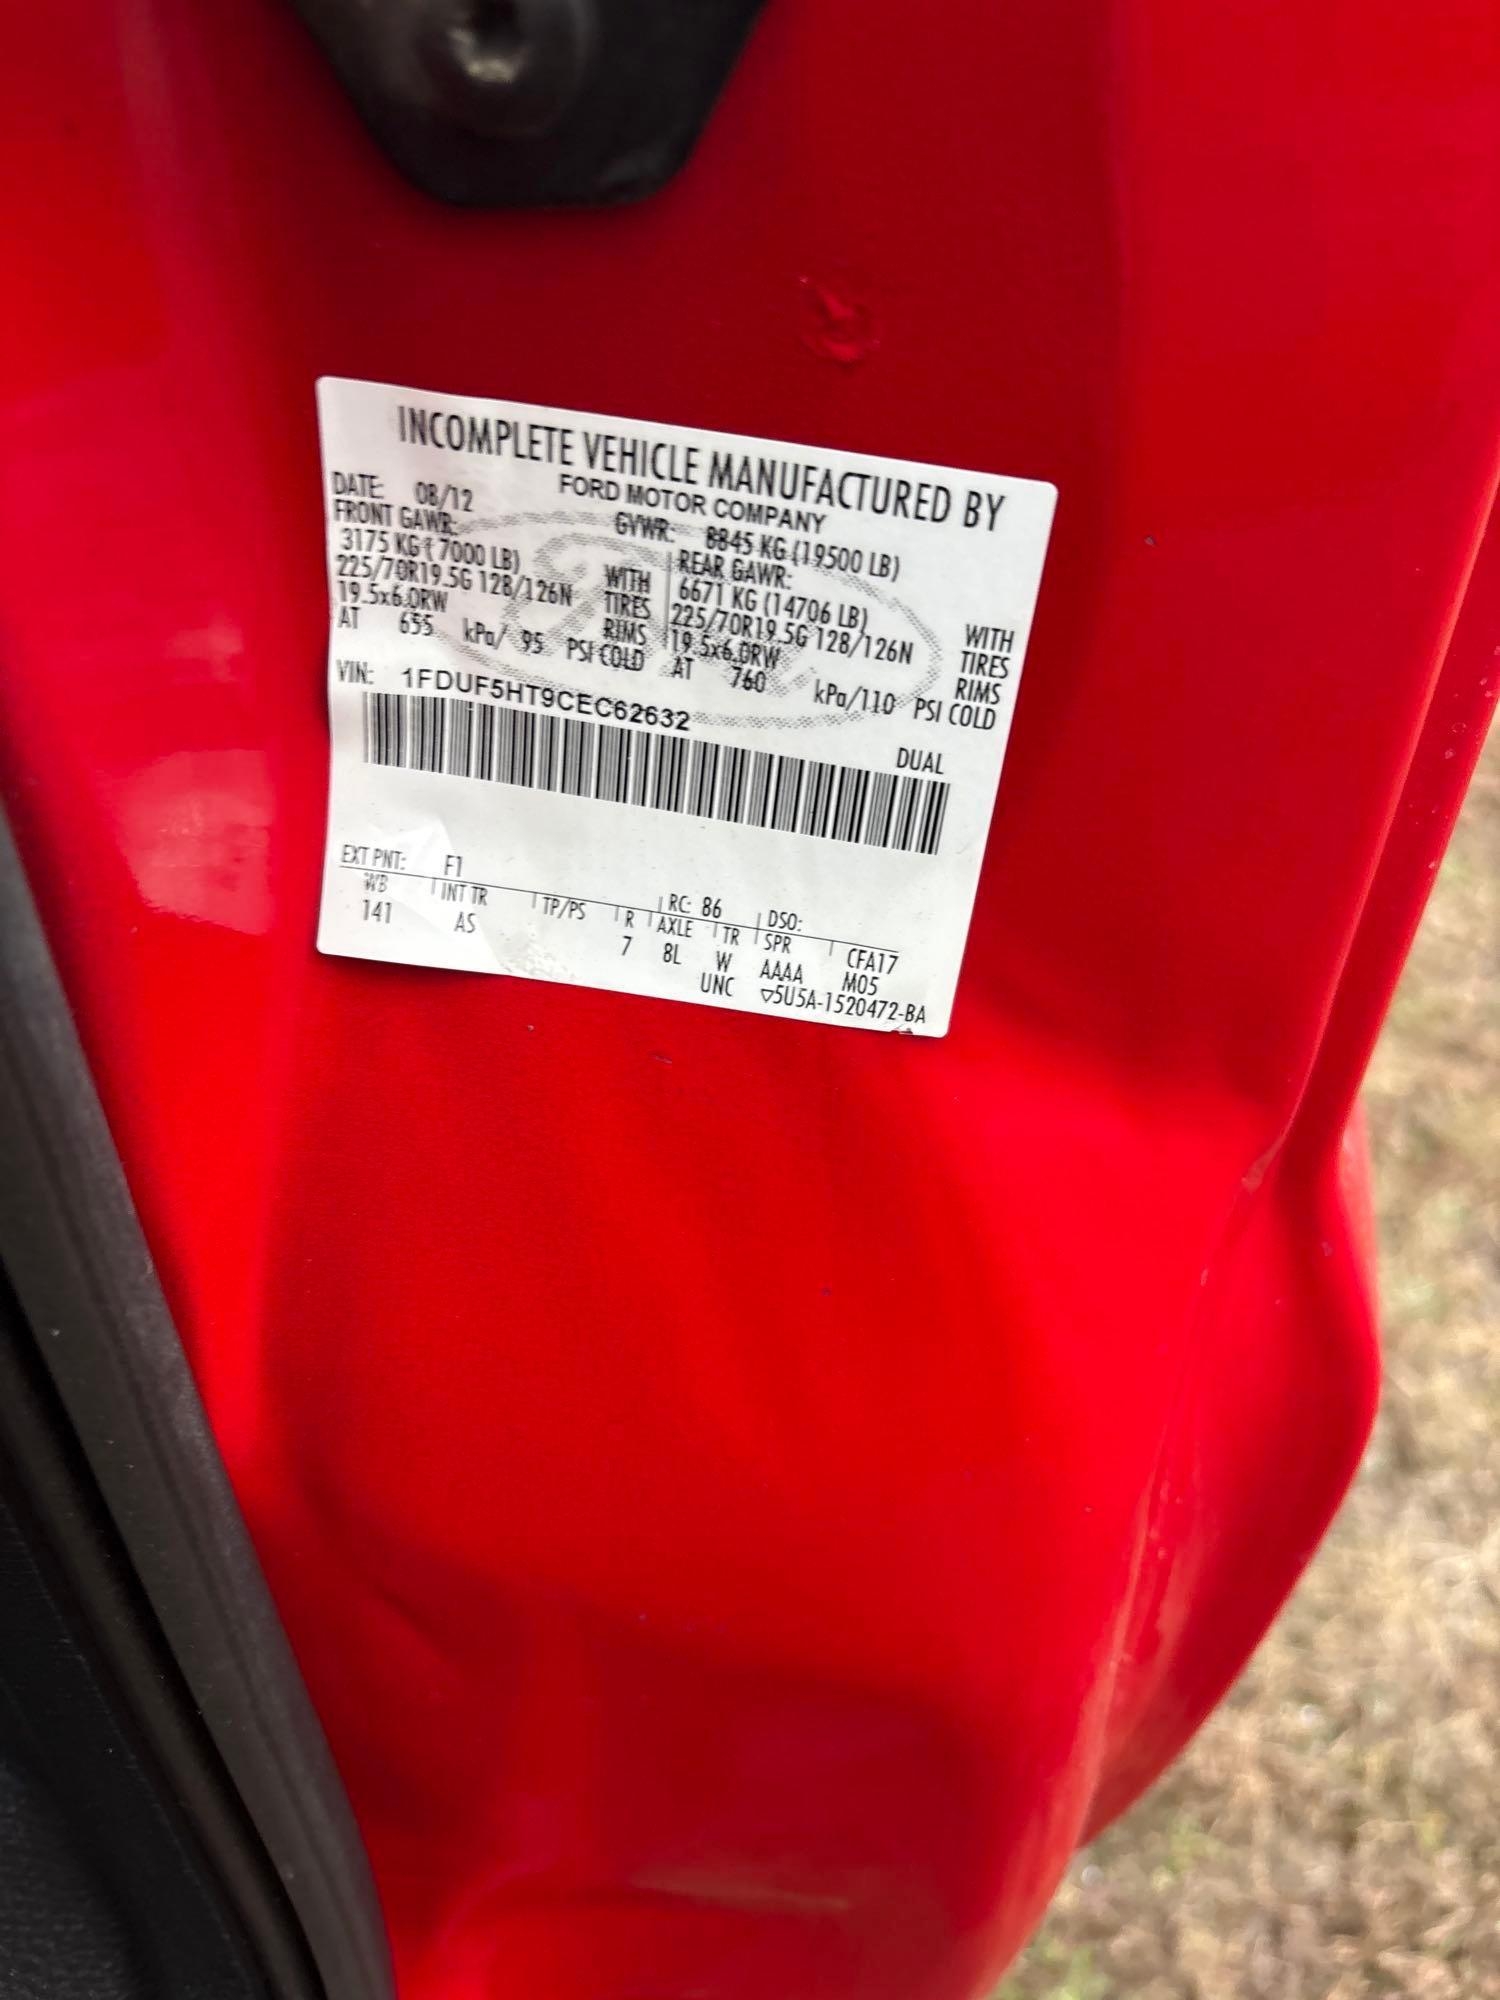 INCOMPLETE VEHICLE MANUFACTURED BY
FORD MOTOR COMPANY
DATE: 08/12 GVWR: 8845 KG (19500 LB)
FRONT GAWR: REAR GAWR:
3175 KG ( 7000 LB) WITH 6671 KG (14706 LB) WITH
225/70R19.5G 128/126N TIRES 225/70R19.5G 128/126N TIRES
19.5x6.0RW RIMS 19.5x6.0RW RIMS
AT 655 kPa/ 95 PSI COLD AT 760 kPa/110 PSI COLD
VIN: 1FDUF5HT9CEC62632
DUAL
EXT PNT: F1 RC: 86 DSO:
WB INT TR TP/PS R AXLE TR SPR CFA17
141 AS 7 8L W AAAA M05
UNC ▽5U5A-1520472-BA